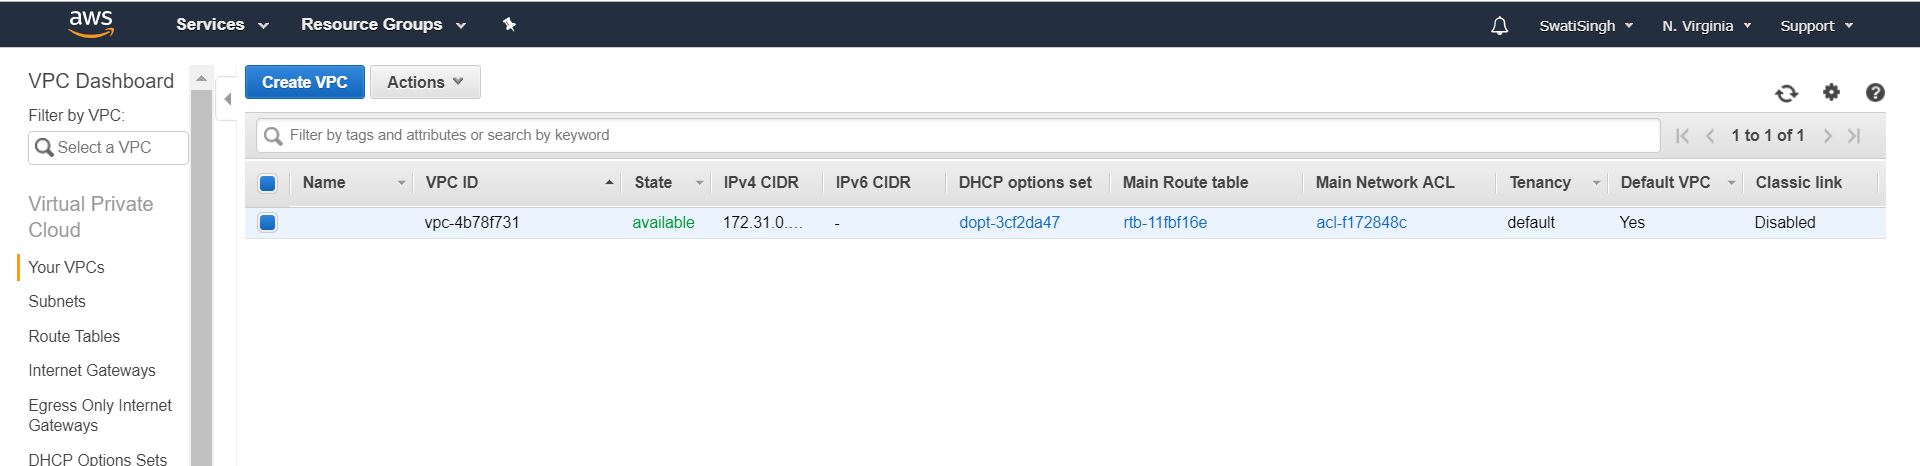 aws Services Resource Groups SwatiSingh N. Virginia Support
VPC Dashboard
Filter by VPC:
Select a VPC
Virtual Private
Cloud
Your VPCs
Subnets
Route Tables
Internet Gateways
Egress Only Internet
Gateways
DHCP Options Sets
Create VPC Actions
Filter by tags and attributes or search by keyword 1 to 1 of 1
Name VPC ID State IPv4 CIDR IPv6 CIDR DHCP options set Main Route table Main Network ACL Tenancy Default VPC Classic link
vpc-4b78f731 available 172.31.0.… - dopt-3cf2da47 rtb-11fbf16e acl-f172848c default Yes Disabled